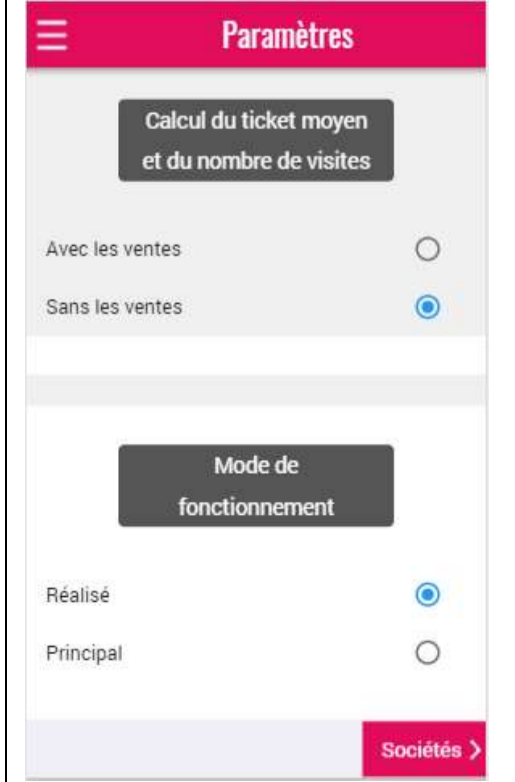 Paramètres
Calcul du ticket moyen
et du nombre de visites
Avec les ventes
Sans les ventes
Mode de
fonctionnement
Réalisé
Principal
Sociétés